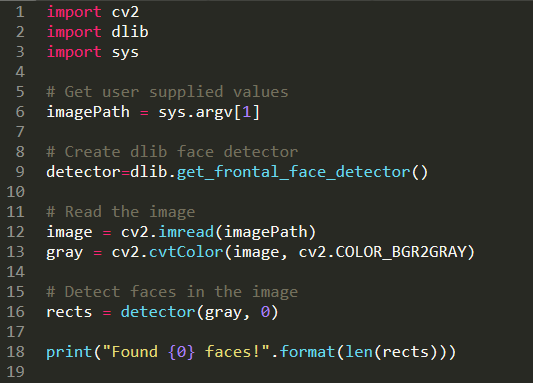 1 import cv2
2 import dlib
3 import sys
4
5 # Get user supplied values
6 imagePath = sys.argv[1]
7
8 # Create dlib face detector
9 detector=dlib.get_frontal_face_detector()
10
11 # Read the image
12 image = cv2.imread(imagePath)
13 gray = cv2.cvtColor(image, cv2.COLOR_BGR2GRAY)
14
15 # Detect faces in the image
16 rects = detector(gray, 0)
17
18 print("Found {0} faces!".format(len(rects)))
19